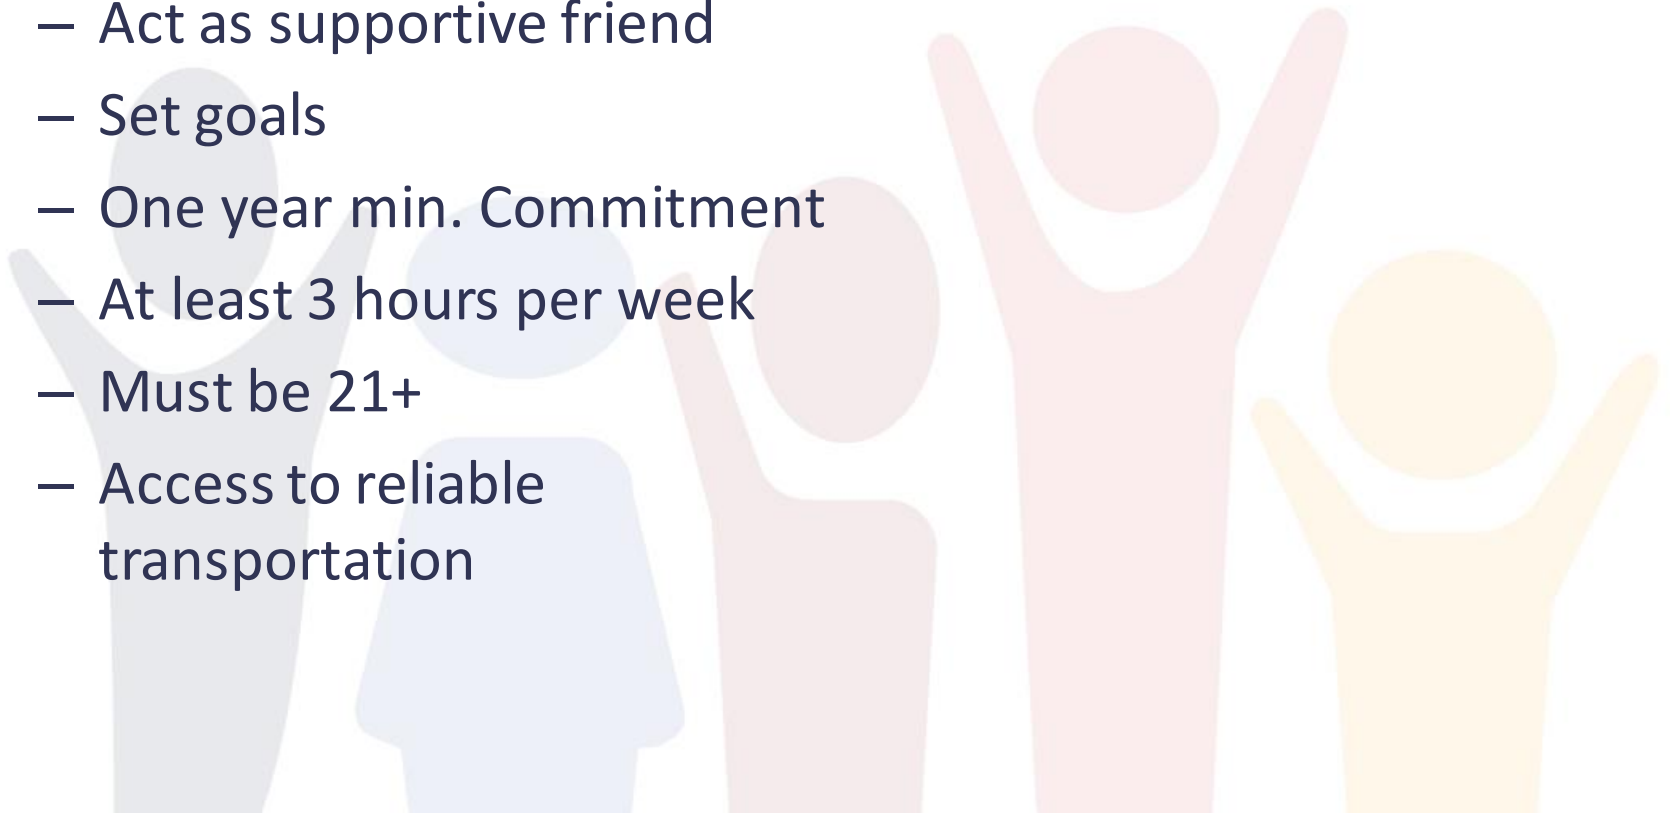 – Act as supportive friend
– Set goals
– One year min. Commitment
– At least 3 hours per week
– Must be 21+
– Access to reliable
transportation